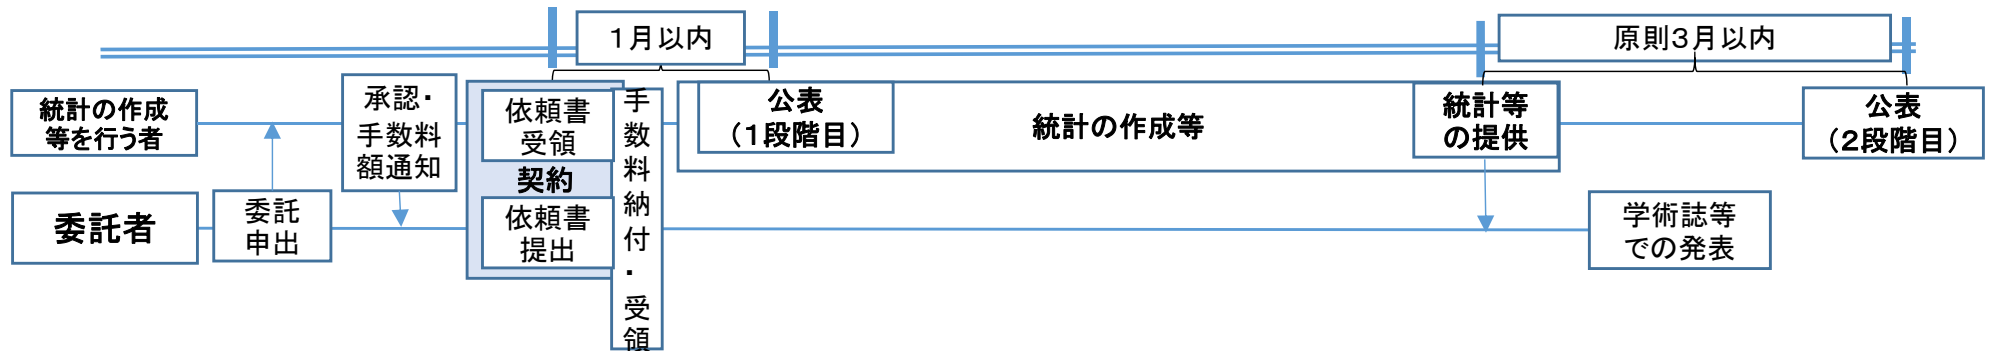 1月以内
原則3月以内
統計の作成
等を行う者
承認・
手数料
額通知
依頼書
受領
契約
依頼書
提出
手数料納付・受領
公表
（1段階目）
統計の作成等
統計等
の提供
公表
（2段階目）
委託者
委託
申出
学術誌等
での発表